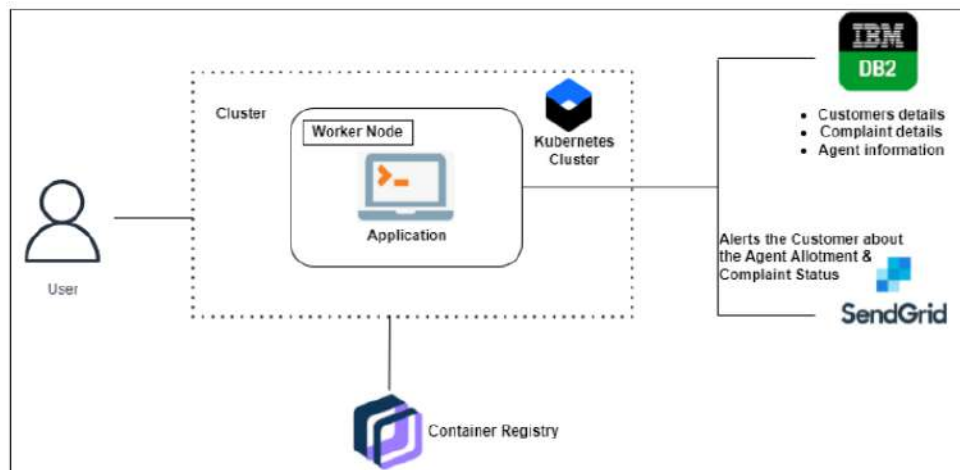 IBM
DB2
• Customers details
• Complaint details
• Agent information
Cluster
Worker Node
Kubernetes
Cluster
Application
User
Alerts the Customer about
the Agent Allotment &
Complaint Status
SendGrid
Container Registry